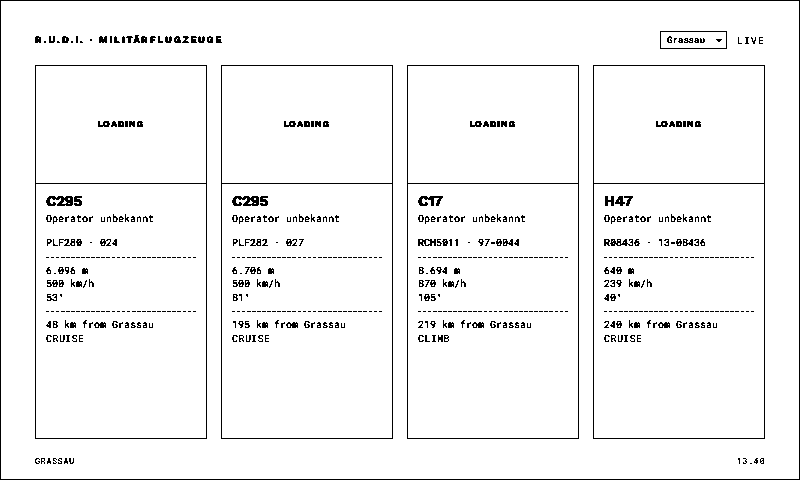 R.U.D.I. · MILITÄRFLUGZEUGE
Grassau
LIVE
LOADING
C295
Operator unbekannt
PLF280 · 024
6.096 m
500 km/h
53°
48 km from Grassau
CRUISE
LOADING
C295
Operator unbekannt
PLF282 · 027
6.706 m
500 km/h
81°
195 km from Grassau
CRUISE
LOADING
C17
Operator unbekannt
RCH5011 · 97-0044
8.694 m
870 km/h
105°
219 km from Grassau
CLIMB
LOADING
H47
Operator unbekannt
R08436 · 13-08436
640 m
239 km/h
40°
240 km from Grassau
CRUISE
GRASSAU
13.40